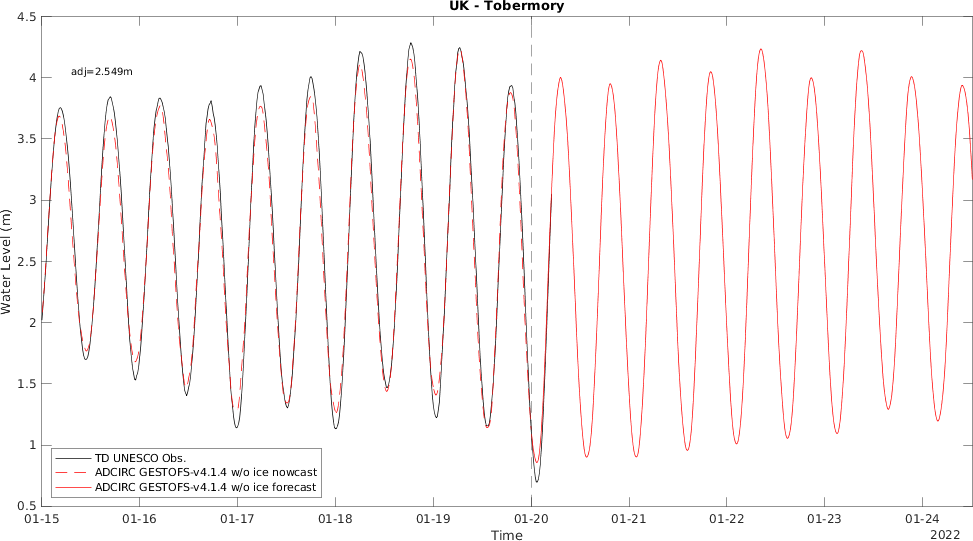 UK - Tobermory
4.5
adj=2.549m
4
3.5
3
2.5
2
1.5
1
0.5
Water Level (m)
TD UNESCO Obs.
ADCIRC GESTOFS-v4.1.4 w/o ice nowcast
ADCIRC GESTOFS-v4.1.4 w/o ice forecast
01-15 01-16 01-17 01-18 01-19 01-20 01-21 01-22 01-23 01-24
Time
2022